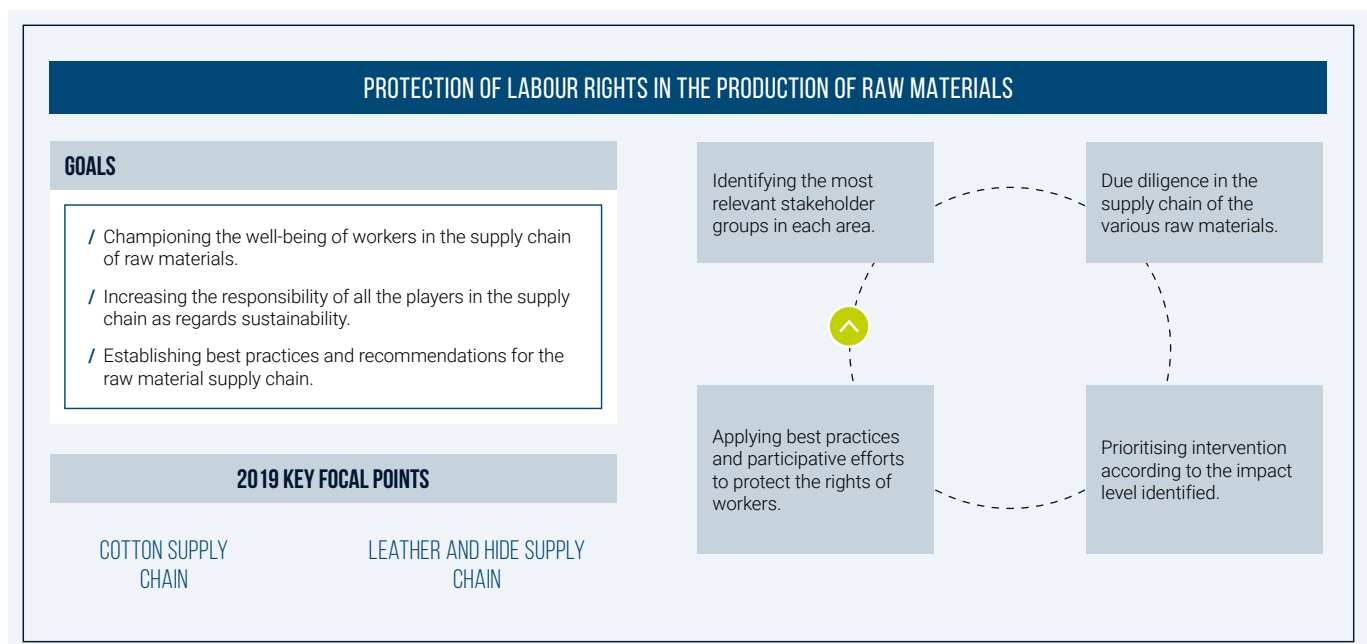 PROTECTION OF LABOUR RIGHTS IN THE PRODUCTION OF RAW MATERIALS
GOALS
/ Championing the well-being of workers in the supply chain
of raw materials.
/ Increasing the responsibility of all the players in the supply
chain as regards sustainability.
/ Establishing best practices and recommendations for the
raw material supply chain.
2019 KEY FOCAL POINTS
COTTON SUPPLY
CHAIN
LEATHER AND HIDE SUPPLY
CHAIN
Identifying the most
relevant stakeholder
groups in each area.
Due diligence in the
supply chain of the
various raw materials.
Applying best practices
and participative efforts
to protect the rights of
workers.
Prioritising intervention
according to the impact
level identified.